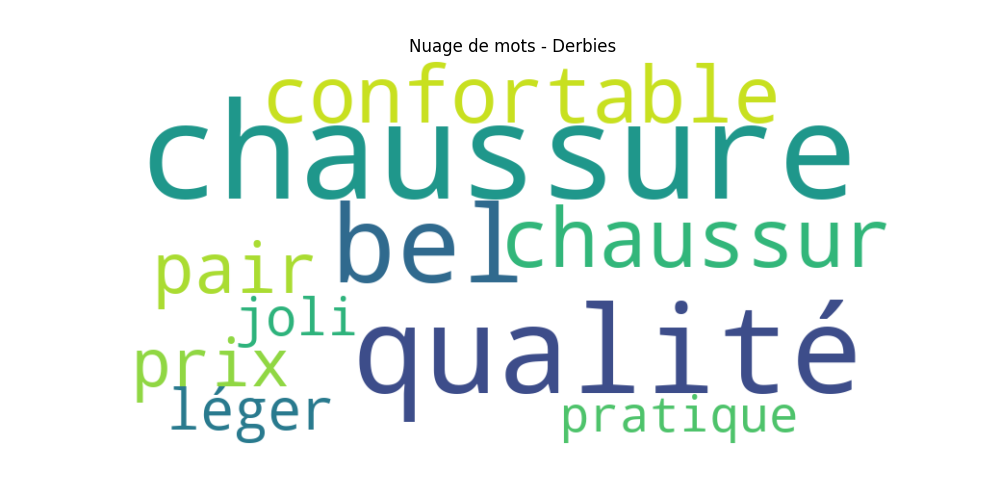 Nuage de mots - Derbies
confortable
chaussure
bel chaussur
pair
joli
qualité
prix
léger
pratique